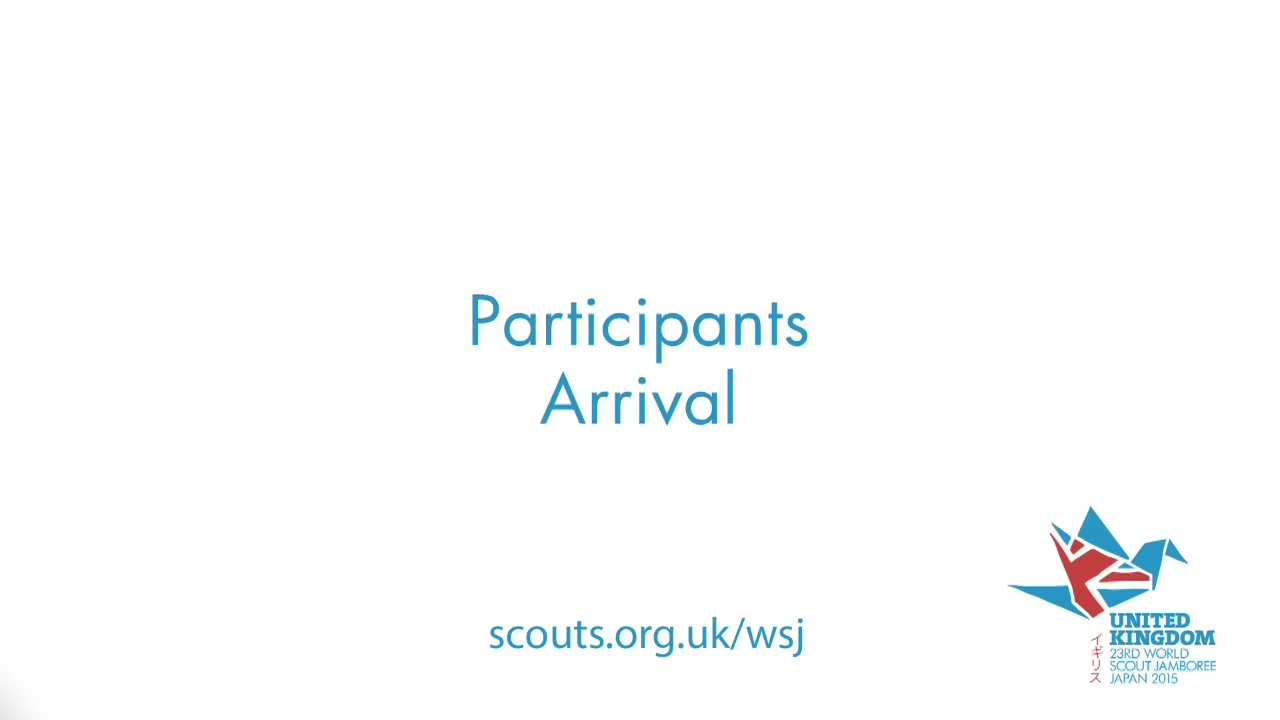 Participants
Arrival
scouts.org.uk/wsj
UNITED
KINGDOM
23RD WORLD
SCOUT JAMBOREE
JAPAN 2015
イギリス